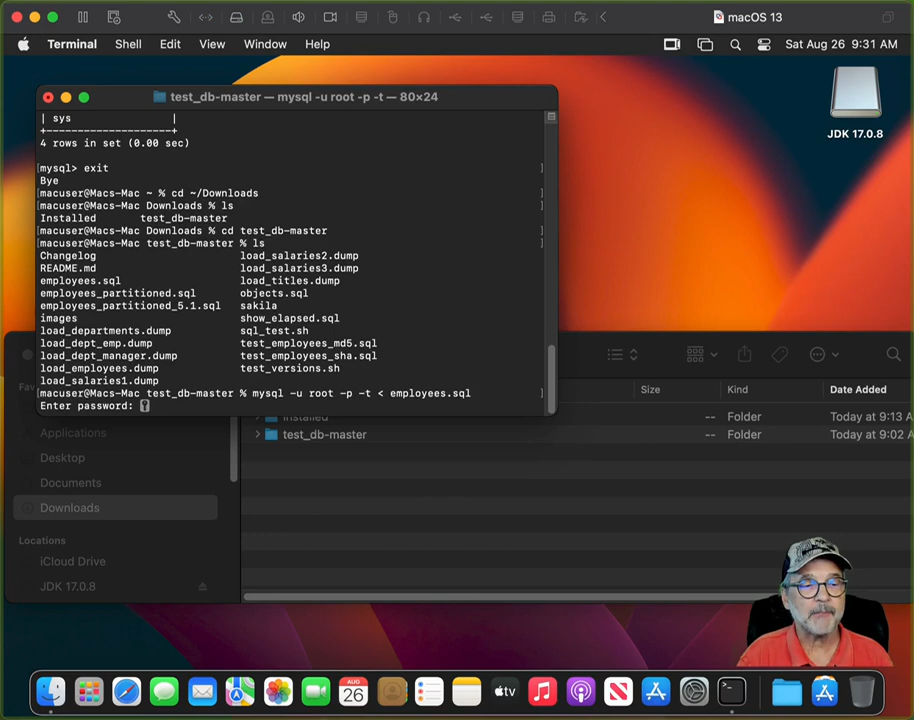 macOS 13
Terminal Shell Edit View Window Help Sat Aug 26 9:31 AM
JDK 17.0.8
test_db-master — mysql -u root -p -t — 80×24
| sys |
+--------------------+
4 rows in set (0.00 sec)
[mysql> exit ]
Bye
[macuser@Macs-Mac ~ % cd ~/Downloads ]
[macuser@Macs-Mac Downloads % ls ]
Installed test_db-master
[macuser@Macs-Mac Downloads % cd test_db-master ]
[macuser@Macs-Mac test_db-master % ls ]
Changelog load_salaries2.dump
README.md load_salaries3.dump
employees.sql load_titles.dump
employees_partitioned.sql objects.sql
employees_partitioned_5.1.sql sakila
images show_elapsed.sql
load_departments.dump sql_test.sh
load_dept_emp.dump test_employees_md5.sql
load_dept_manager.dump test_employees_sha.sql
load_employees.dump test_versions.sh
load_salaries1.dump
[macuser@Macs-Mac test_db-master % mysql -u root -p -t < employees.sql ]
Enter password:
Fav
Size Kind Date Added
Installed -- Folder Today at 9:13 A
test_db-master -- Folder Today at 9:02 A
Applications
Desktop
Documents
Downloads
Locations
iCloud Drive
JDK 17.0.8
AUG
26
tv